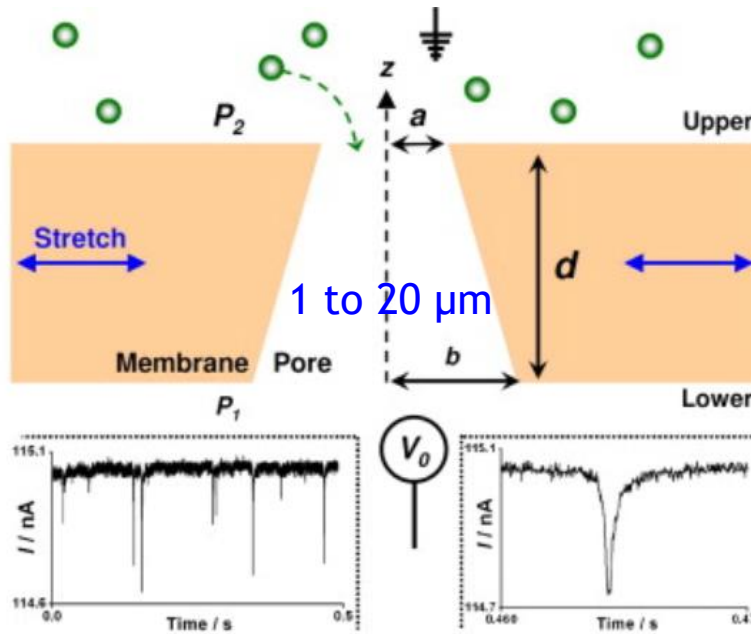 z
a
P2
Upper
Stretch
d
1 to 20 µm
b
Membrane Pore
Lower
P1
V0
115.1
I / nA
114.6
0.0
Time / s
0.5
115.1
I / nA
114.7
0.460
Time / s